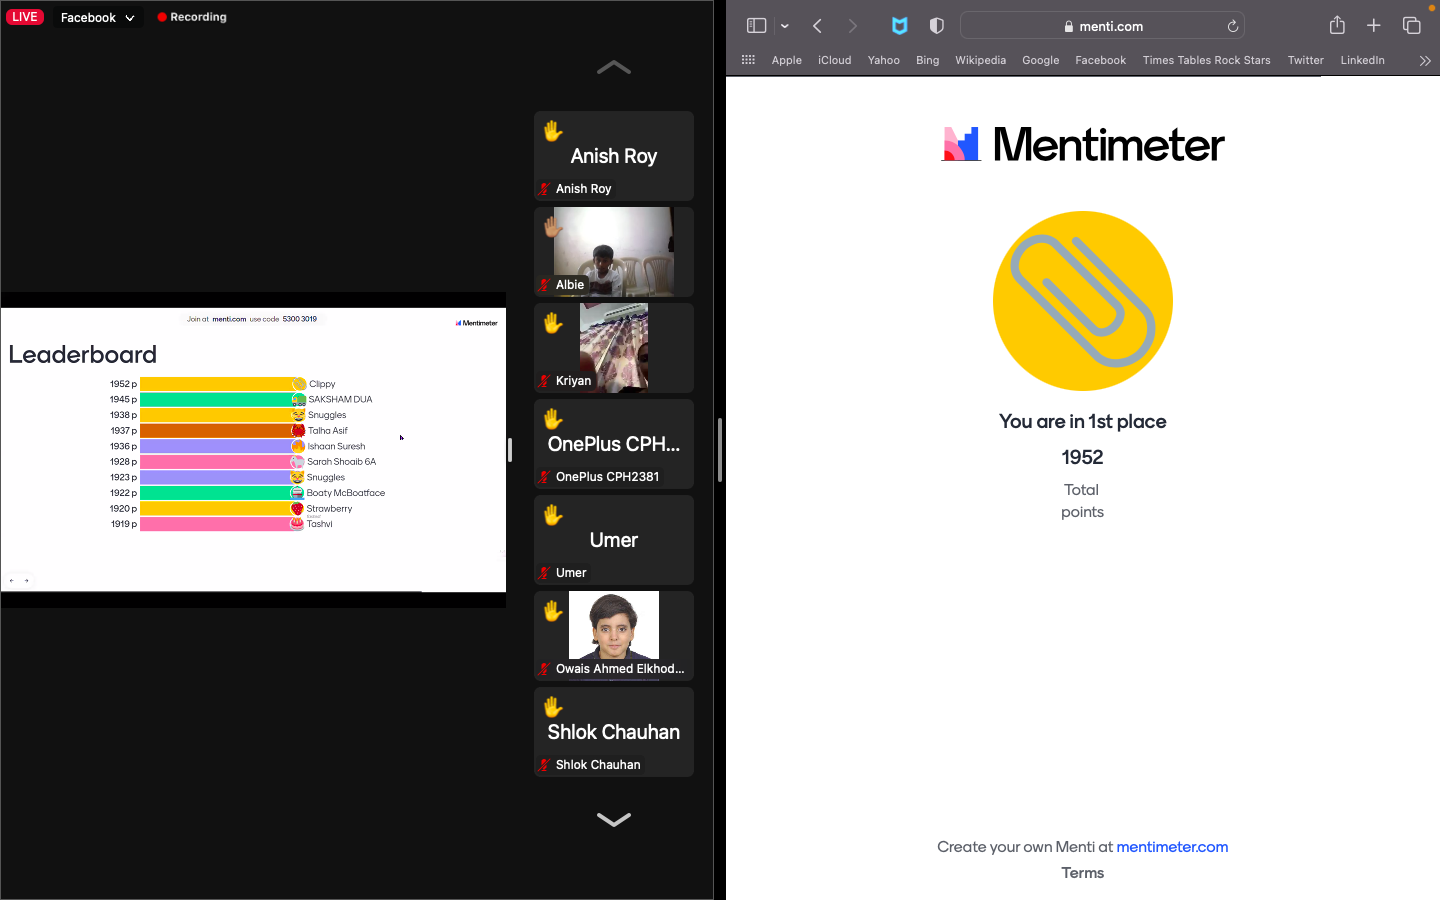 LIVE
Facebook
Recording
Anish Roy
Anish Roy
Albie
Kriyan
OnePlus CPH...
OnePlus CPH2381
Umer
Umer
Owais Ahmed Elkhod...
Shlok Chauhan
Shlok Chauhan
Join at menti.com use code 5300 3019
Mentimeter
Leaderboard
1952 p Clippy
1945 p SAKSHAM DUA
1938 p Snuggles
1937 p Talha Asif
1936 p Ishaan Suresh
1928 p Sarah Shoaib 6A
1923 p Snuggles
1922 p Boaty McBoatface
1920 p Strawberry
1919 p Tashvi
menti.com
Apple iCloud Yahoo Bing Wikipedia Google Facebook Times Tables Rock Stars Twitter LinkedIn
Mentimeter
You are in 1st place
1952
Total
points
Create your own Menti at mentimeter.com
Terms